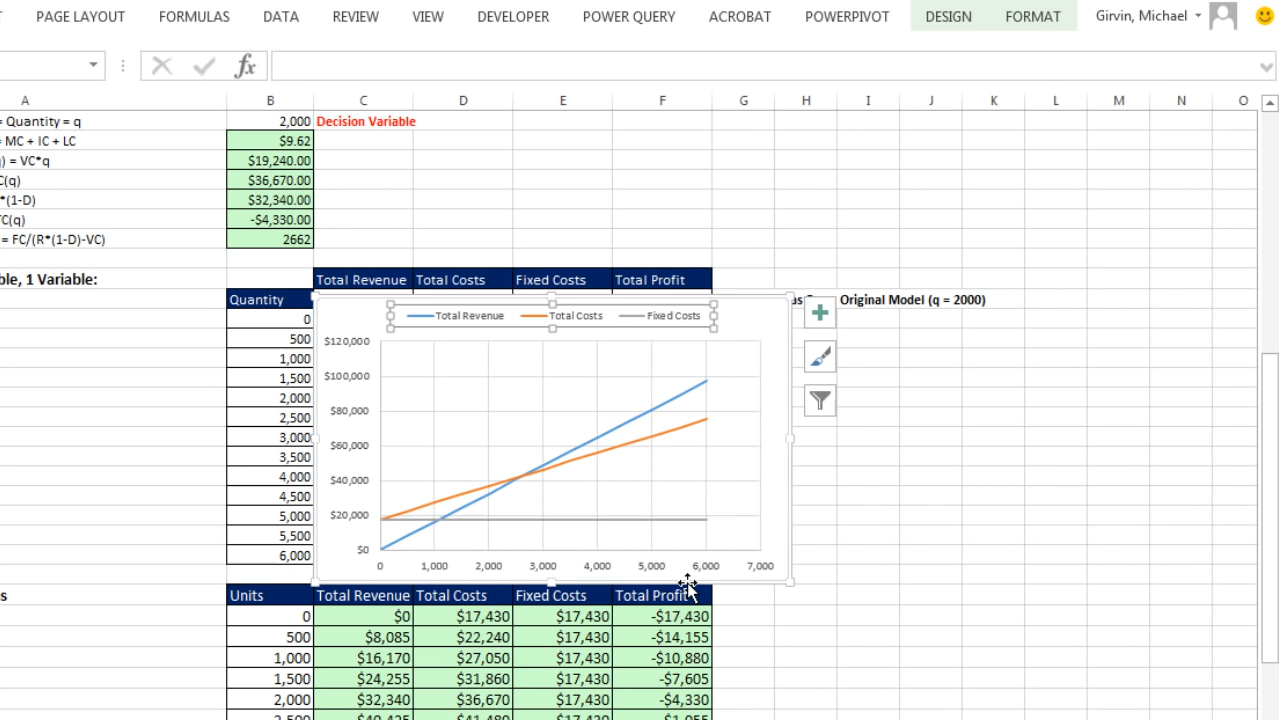 PAGE LAYOUT FORMULAS DATA REVIEW VIEW DEVELOPER POWER QUERY ACROBAT POWERPIVOT DESIGN FORMAT Girvin, Michael
fx
A B C D E F G H I J K L M N O
= Quantity = q 2,000 Decision Variable
= MC + IC + LC $9.62
q) = VC*q $19,240.00
C(q) $36,670.00
*(1-D) $32,340.00
TC(q) -$4,330.00
= FC/(R*(1-D)-VC) 2662
ble, 1 Variable: Total Revenue Total Costs Fixed Costs Total Profit
Quantity as Original Model (q = 2000)
0
500
1,000
1,500
2,000
2,500
3,000
3,500
4,000
4,500
5,000
5,500
6,000
Total Revenue Total Costs Fixed Costs
$120,000
$100,000
$80,000
$60,000
$40,000
$20,000
$0
0 1,000 2,000 3,000 4,000 5,000 6,000 7,000
s Units Total Revenue Total Costs Fixed Costs Total Profit
0 $0 $17,430 $17,430 -$17,430
500 $8,085 $22,240 $17,430 -$14,155
1,000 $16,170 $27,050 $17,430 -$10,880
1,500 $24,255 $31,860 $17,430 -$7,605
2,000 $32,340 $36,670 $17,430 -$4,330
2,500 $40,425 $41,480 $17,430 -$1,055